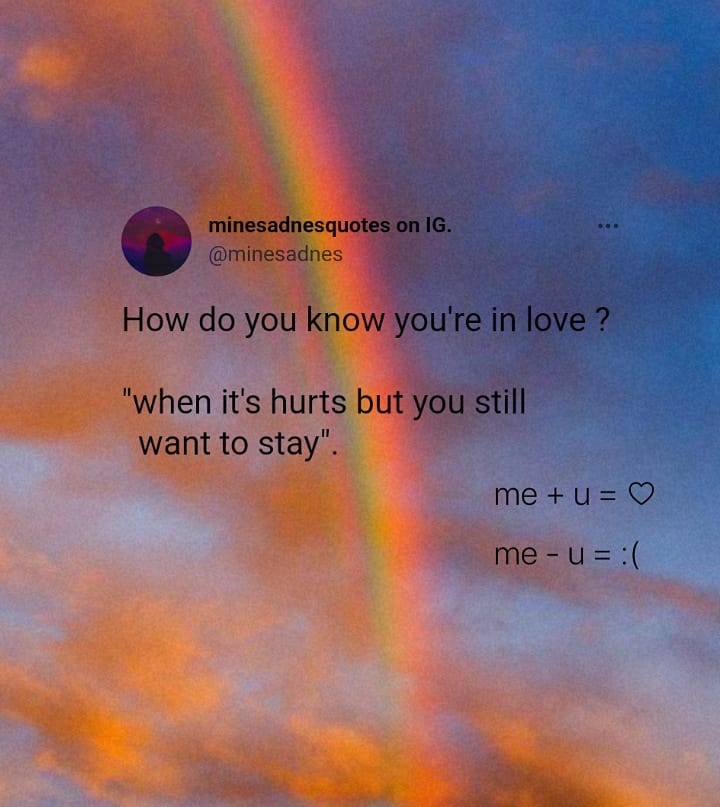 minesadnesquotes on IG.
@minesadnes
How do you know you're in love ?
"when it's hurts but you still
want to stay".
me + u = ♡
me - u = :(